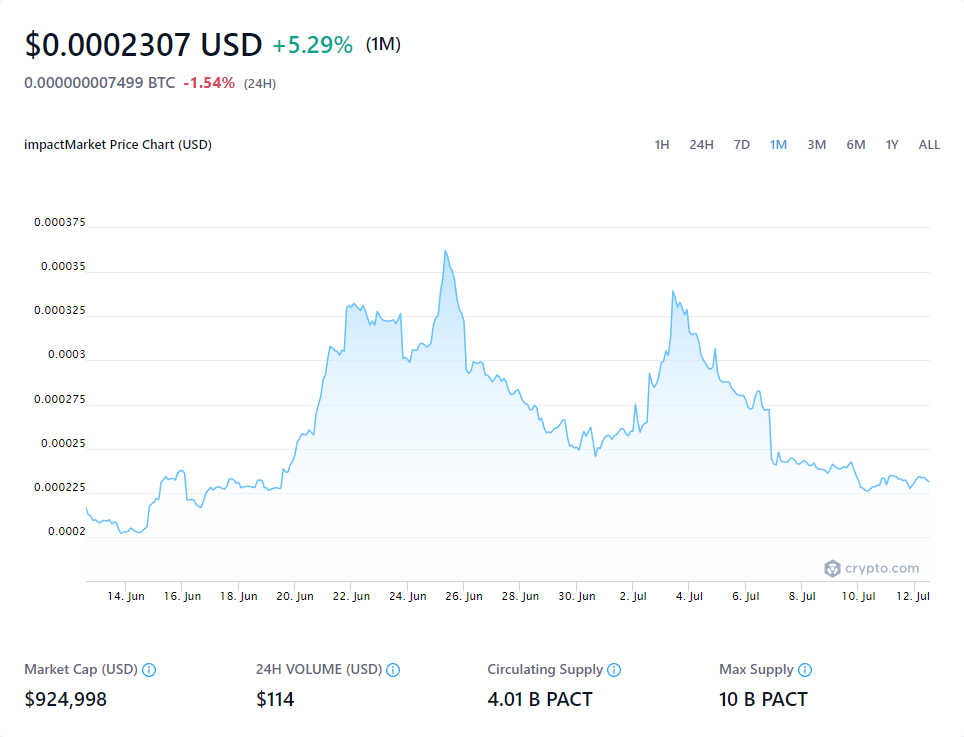 $0.0002307 USD +5.29% (1M)
0.000000007499 BTC -1.54% (24H)
impactMarket Price Chart (USD) 1H 24H 7D 1M 3M 6M 1Y ALL
0.000375
0.00035
0.000325
0.0003
0.000275
0.00025
0.000225
0.0002
crypto.com
14. Jun 16. Jun 18. Jun 20. Jun 22. Jun 24. Jun 26. Jun 28. Jun 30. Jun 2. Jul 4. Jul 6. Jul 8. Jul 10. Jul 12. Jul
Market Cap (USD) 24H VOLUME (USD) Circulating Supply Max Supply
$924,998 $114 4.01 B PACT 10 B PACT